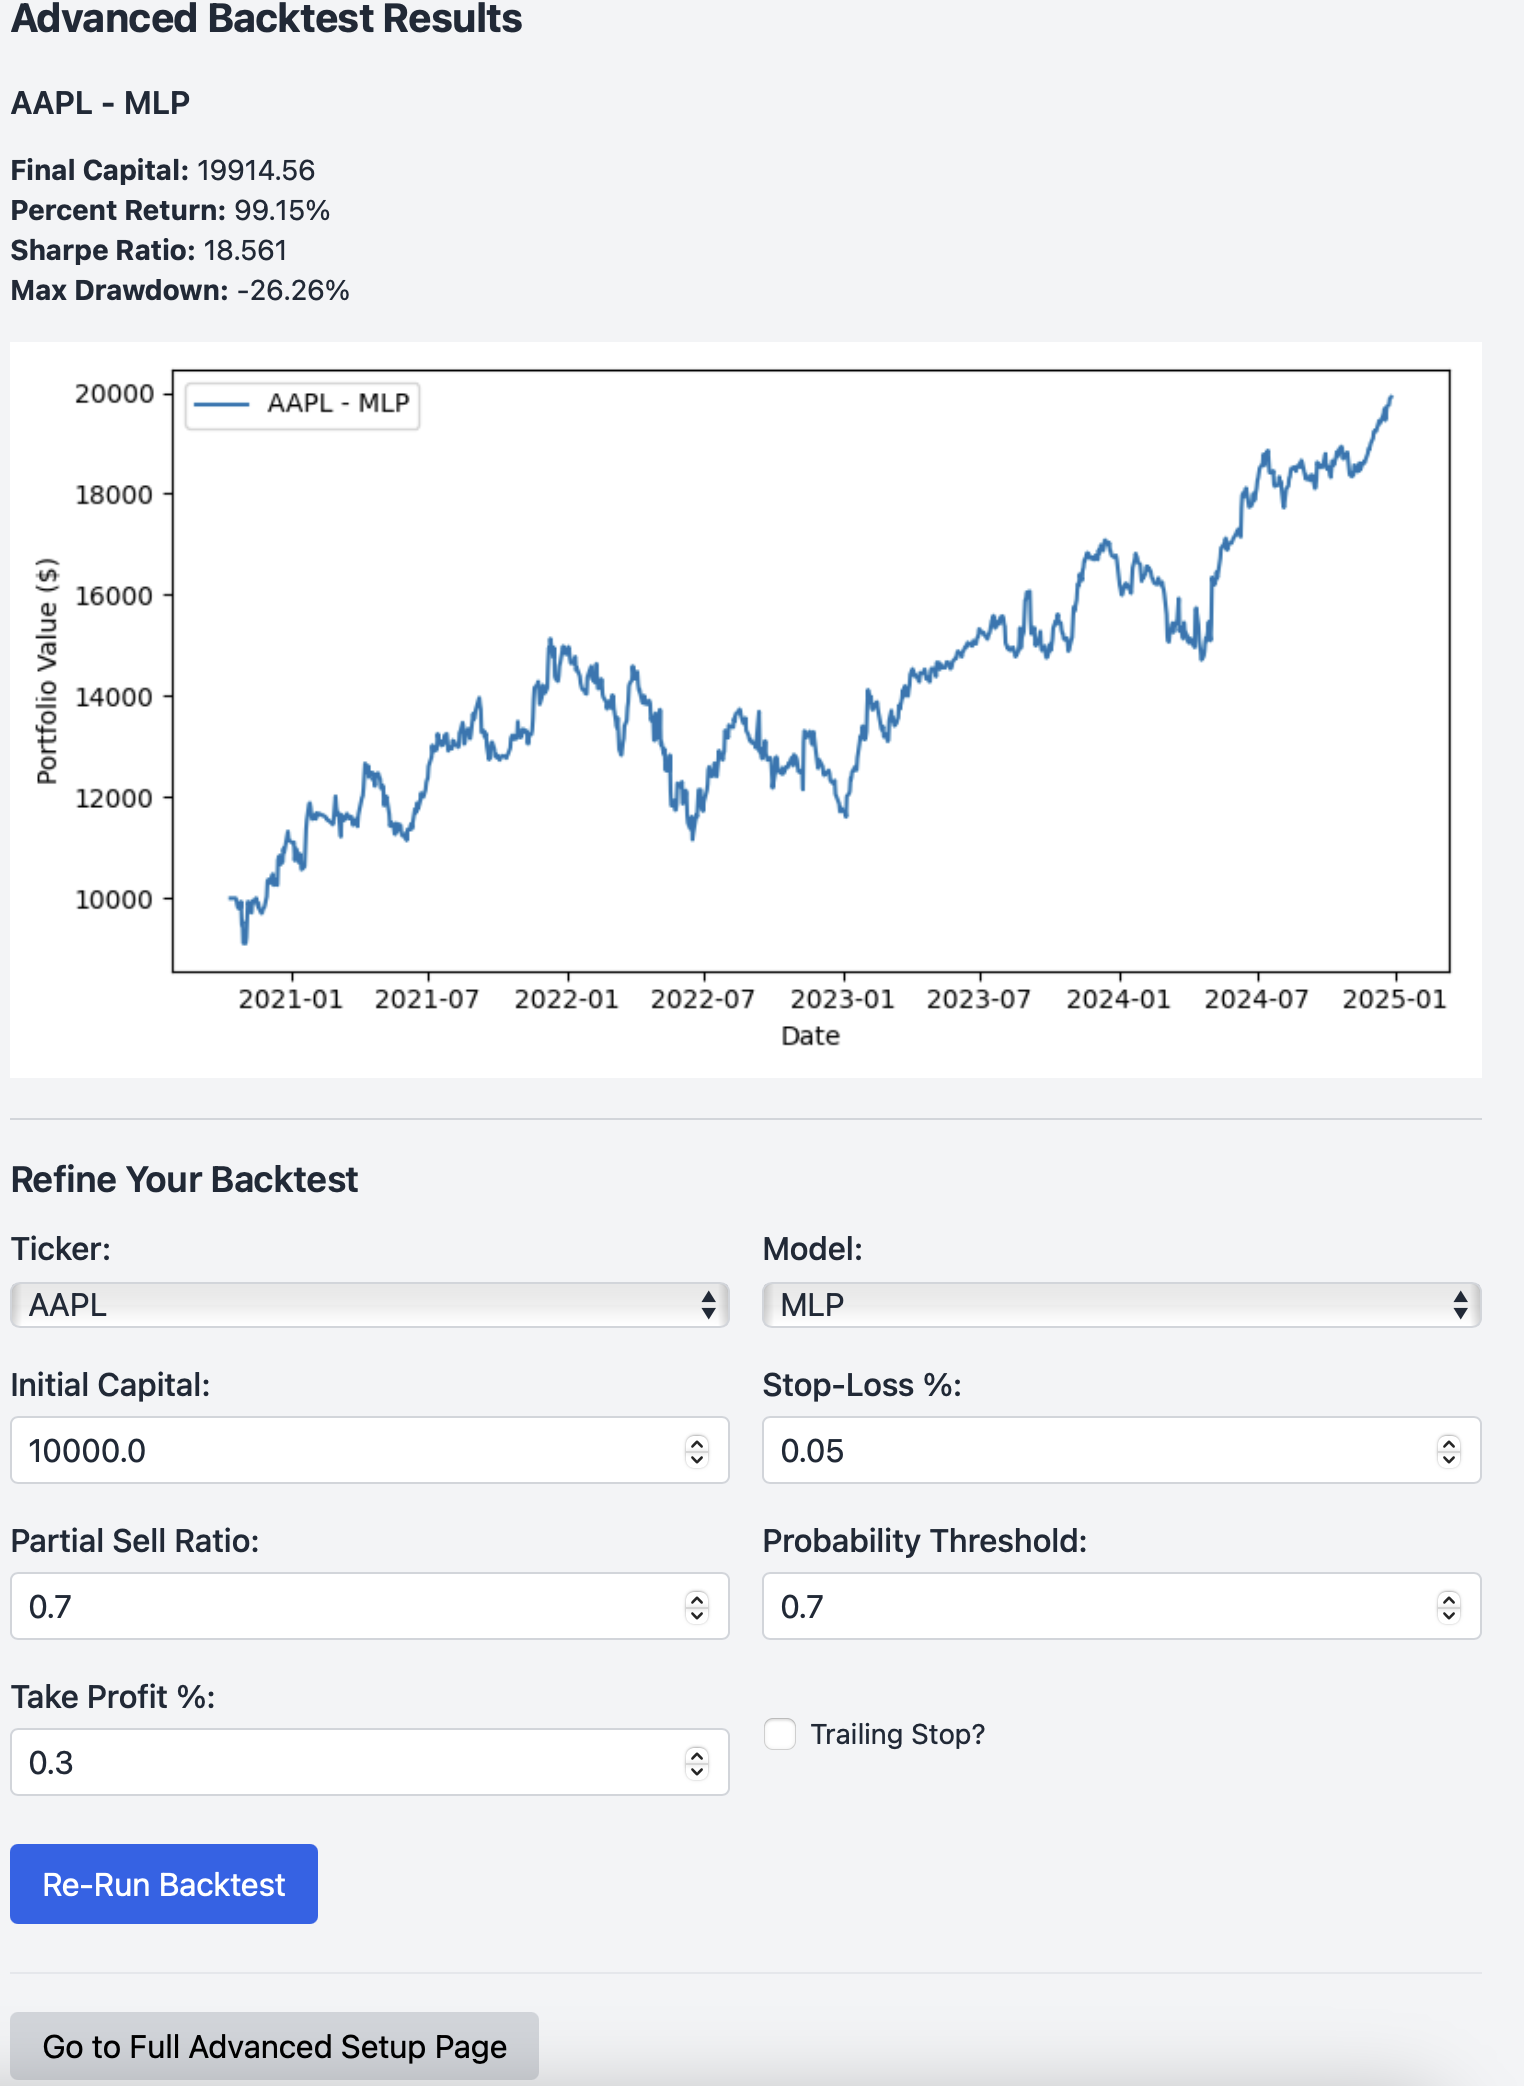 Advanced Backtest Results
AAPL - MLP
Final Capital: 19914.56
Percent Return: 99.15%
Sharpe Ratio: 18.561
Max Drawdown: -26.26%
AAPL - MLP
20000
18000
16000
14000
12000
10000
Portfolio Value ($)
2021-01 2021-07 2022-01 2022-07 2023-01 2023-07 2024-01 2024-07 2025-01
Date
Refine Your Backtest
Ticker: Model:
AAPL MLP
Initial Capital: Stop-Loss %:
10000.0 0.05
Partial Sell Ratio: Probability Threshold:
0.7 0.7
Take Profit %:
0.3 Trailing Stop?
Re-Run Backtest
Go to Full Advanced Setup Page